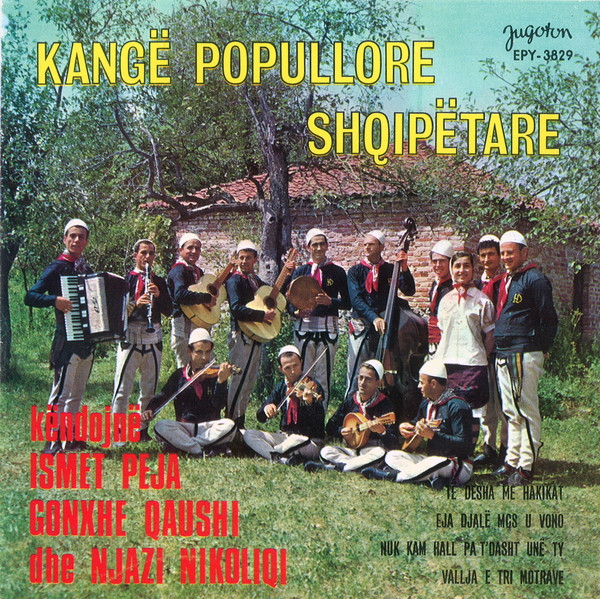 Jugoton
EPY-3829
KANGË POPULLORE
SHQIPËTARE
këndojnë
ISMET PEJA
GONXHE QAUSHI
dhe NJAZI NIKOLIQI
TË DESHA ME HAKIKAT
EJA DJALË MOS U VONO
NUK KAM HALL PA T'DASHT UNË TY
VALLJA E TRI MOTRAVE